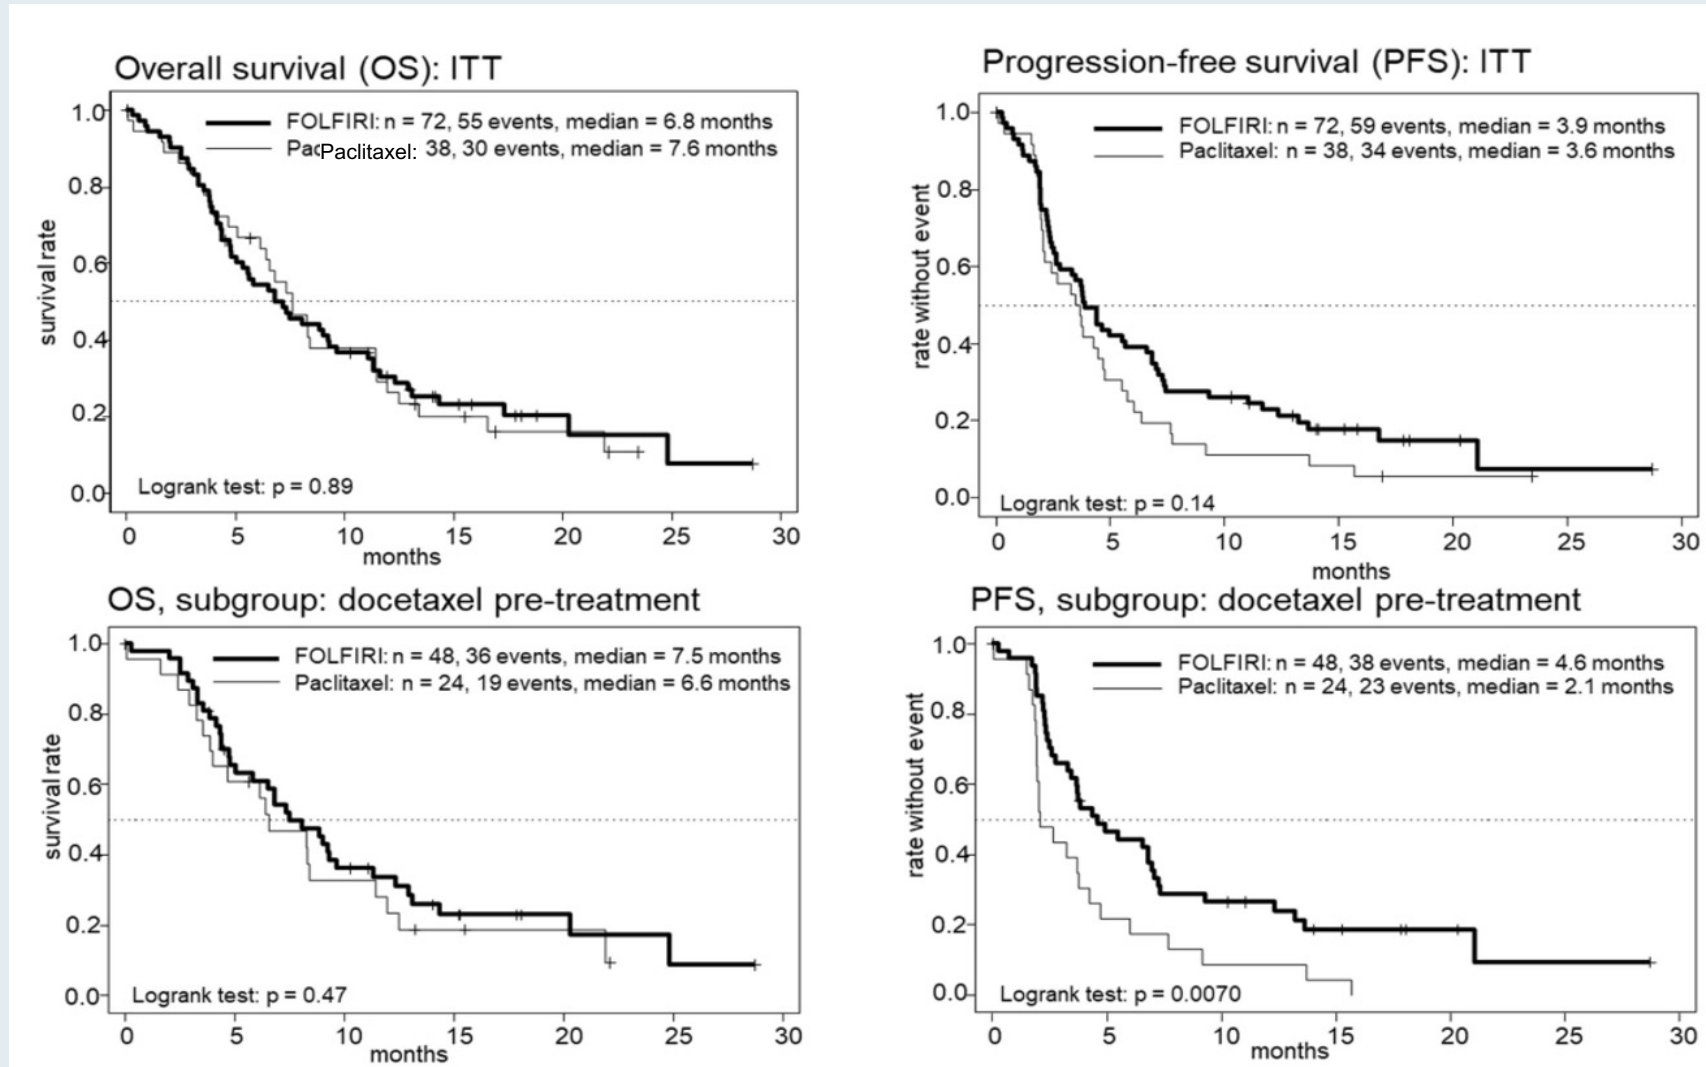 Overall survival (OS): ITT
FOLFIRI: n = 72, 55 events, median = 6.8 months
PacPaclitaxel: 38, 30 events, median = 7.6 months
survival rate
1.0
0.8
0.6
0.4
0.2
0.0
Logrank test: p = 0.89
0 5 10 15 20 25 30
months
Progression-free survival (PFS): ITT
FOLFIRI: n = 72, 59 events, median = 3.9 months
Paclitaxel: n = 38, 34 events, median = 3.6 months
rate without event
1.0
0.8
0.6
0.4
0.2
0.0
Logrank test: p = 0.14
0 5 10 15 20 25 30
months
OS, subgroup: docetaxel pre-treatment
FOLFIRI: n = 48, 36 events, median = 7.5 months
Paclitaxel: n = 24, 19 events, median = 6.6 months
survival rate
1.0
0.8
0.6
0.4
0.2
0.0
Logrank test: p = 0.47
0 5 10 15 20 25 30
months
PFS, subgroup: docetaxel pre-treatment
FOLFIRI: n = 48, 38 events, median = 4.6 months
Paclitaxel: n = 24, 23 events, median = 2.1 months
rate without event
1.0
0.8
0.6
0.4
0.2
0.0
Logrank test: p = 0.0070
0 5 10 15 20 25 30
months